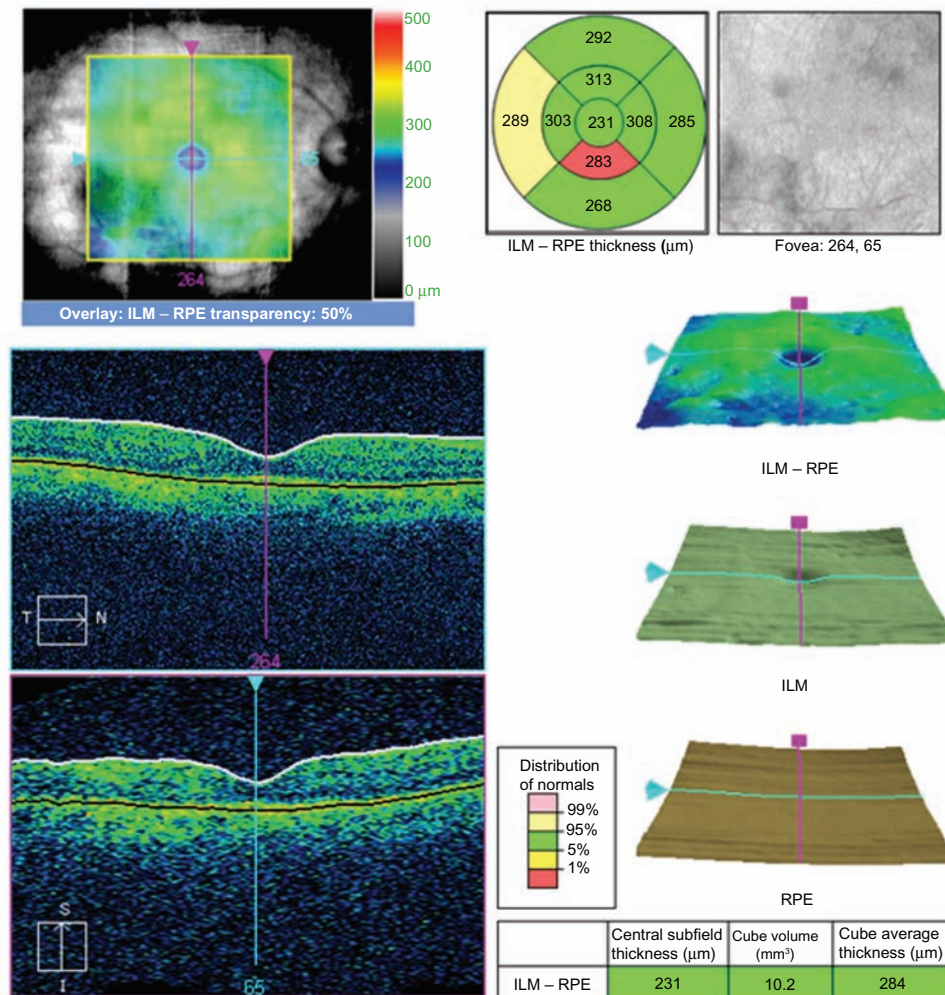 500
400
300
200
100
0 μm
65
264
Overlay: ILM – RPE transparency: 50%
292
313
289
303
231
308
285
283
268
ILM – RPE thickness (μm)
Fovea: 264, 65
ILM – RPE
T N
264
ILM
S
I
65
Distribution
of normals
99%
95%
5%
1%
RPE
Central subfield
thickness (μm)
Cube volume
(mm³)
Cube average
thickness (μm)
ILM – RPE
231
10.2
284